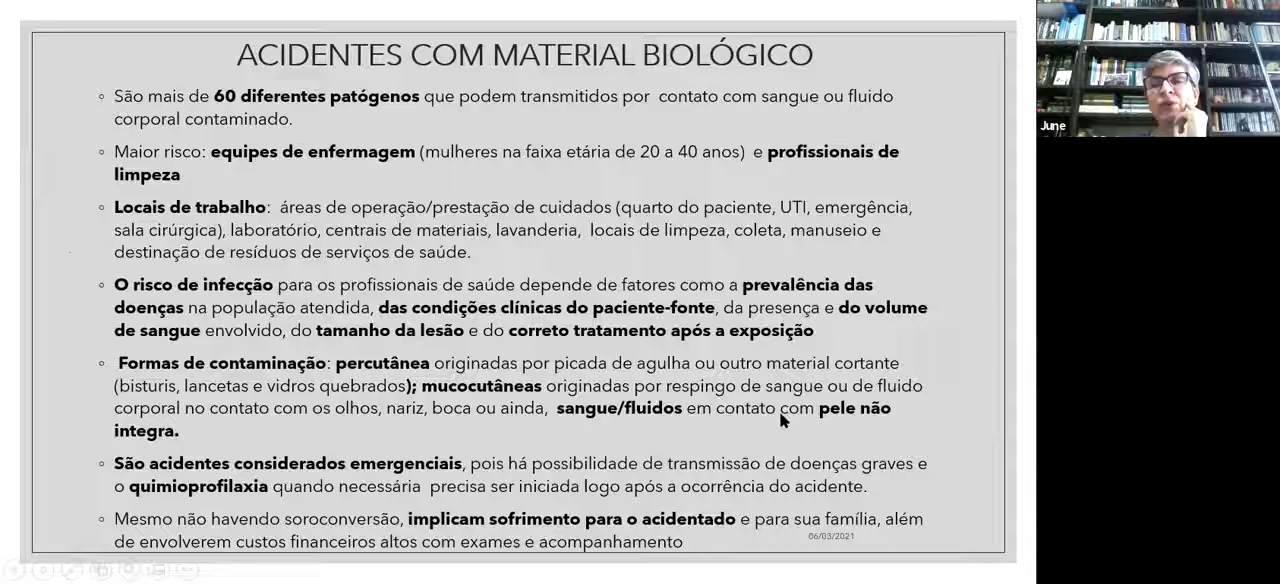 ACIDENTES COM MATERIAL BIOLÓGICO
◦ São mais de 60 diferentes patógenos que podem transmitidos por contato com sangue ou fluido
corporal contaminado.
◦ Maior risco: equipes de enfermagem (mulheres na faixa etária de 20 a 40 anos) e profissionais de
limpeza
◦ Locais de trabalho: áreas de operação/prestação de cuidados (quarto do paciente, UTI, emergência,
sala cirúrgica), laboratório, centrais de materiais, lavanderia, locais de limpeza, coleta, manuseio e
destinação de resíduos de serviços de saúde.
◦ O risco de infecção para os profissionais de saúde depende de fatores como a prevalência das
doenças na população atendida, das condições clínicas do paciente-fonte, da presença e do volume
de sangue envolvido, do tamanho da lesão e do correto tratamento após a exposição
◦ Formas de contaminação: percutânea originadas por picada de agulha ou outro material cortante
(bisturis, lancetas e vidros quebrados); mucocutâneas originadas por respingo de sangue ou de fluido
corporal no contato com os olhos, nariz, boca ou ainda, sangue/fluidos em contato com pele não
integra.
◦ São acidentes considerados emergenciais, pois há possibilidade de transmissão de doenças graves e
o quimioprofilaxia quando necessária precisa ser iniciada logo após a ocorrência do acidente.
◦ Mesmo não havendo soroconversão, implicam sofrimento para o acidentado e para sua família, além
de envolverem custos financeiros altos com exames e acompanhamento
06/03/2021
June